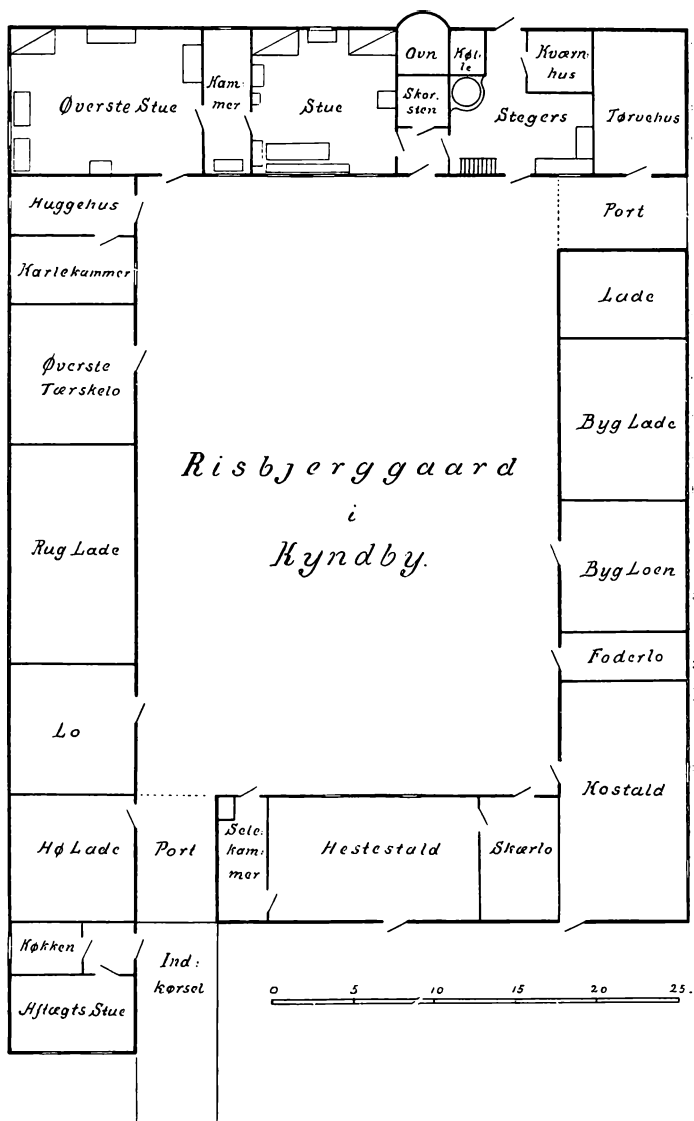 Øverste Stue
Kam=
mer
Stue
Ovn
Køl=
le
Skor.
sten
Kværn=
hus
Stegers
Tørvehus
Huggehus
Karlekammer
Øverste
Tærskelo
Rug Lade
Lo
Hø Lade
Port
Køkken
Aftægts Stue
Ind=
kørsel
Risbjerggaard
i
Kyndby.
Port
Lade
Byg Lade
Byg Loen
Foderlo
Kostald
Sele=
kam=
mer
Hestestald
Skærlo
0 5 10 15 20 25.